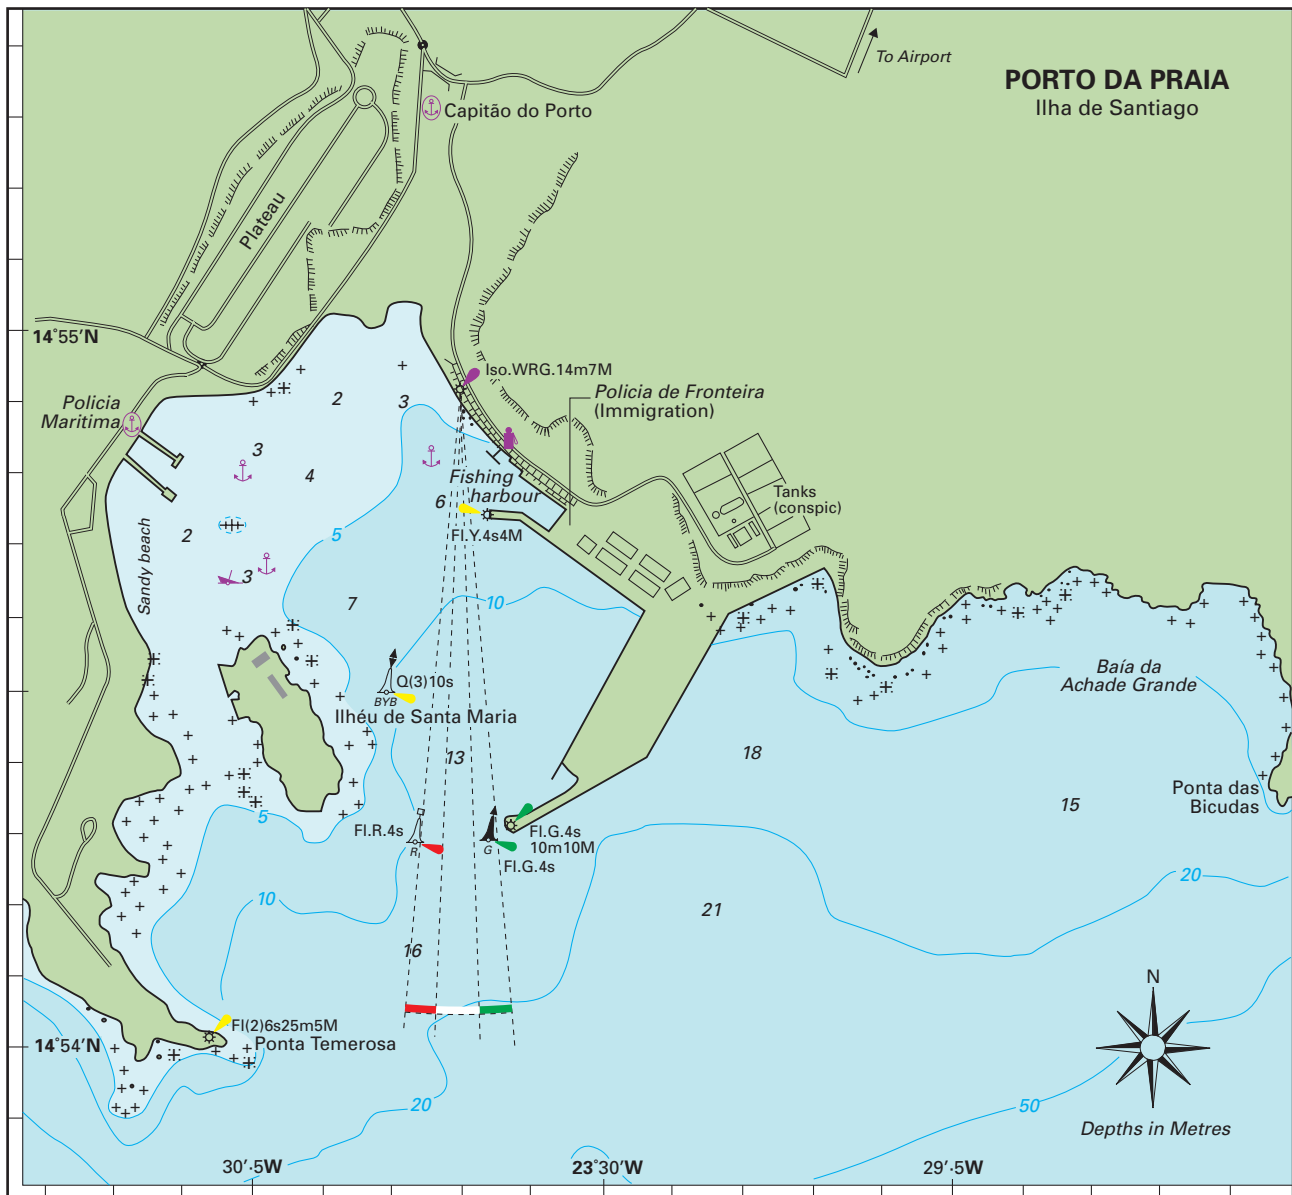 To Airport
PORTO DA PRAIA
Ilha de Santiago
Capitão do Porto
Plateau
14°55'N
Iso.WRG.14m7M
Policia de Fronteira
(Immigration)
Policia
Maritima
2
3
3
4
Fishing
harbour
6
Tanks
(conspic)
Fl.Y.4s4M
2
5
Sandy beach
3
7
10
Q(3)10s
BYB
Ilhéu de Santa Maria
Baía da
Achade Grande
13
18
15
Ponta das
Bicudas
5
Fl.R.4s
R
G
Fl.G.4s
10m10M
Fl.G.4s
20
10
21
16
N
Fl(2)6s25m5M
Ponta Temerosa
14°54'N
20
50
Depths in Metres
30'·5W
23°30'W
29'·5W